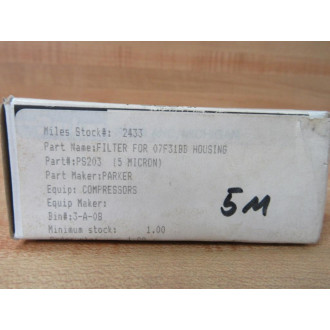 Miles Stock#: 2433
Part Name:FILTER FOR 07F31BB HOUSING
Part#:PS203 (5 MICRON)
Part Maker:PARKER
Equip: COMPRESSORS
Equip Maker:
Bin#:3-A-08
Minimum stock: 1.00
5M